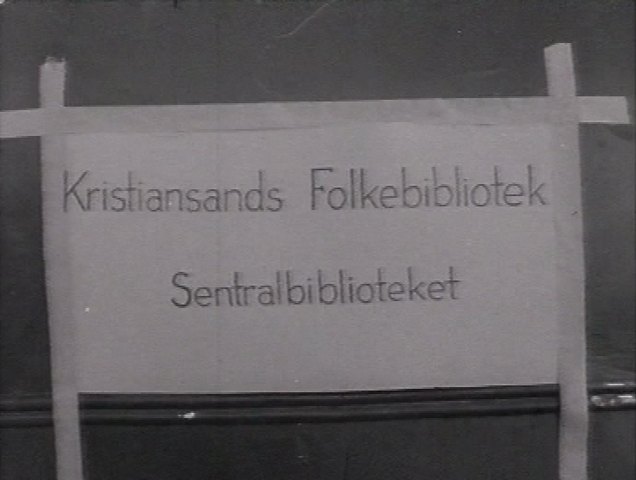 Kristiansands Folkebibliotek
Sentralbiblioteket